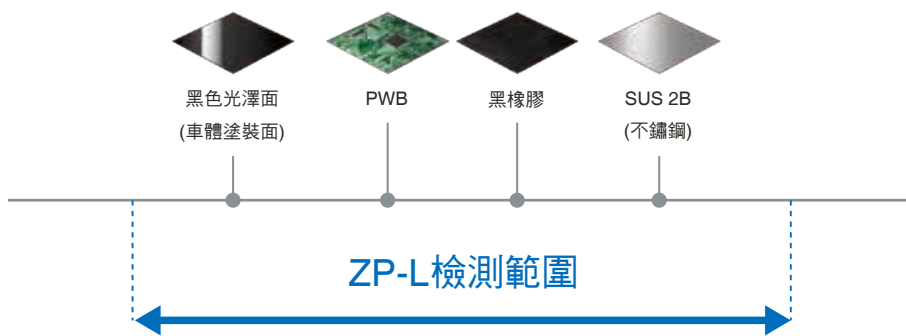 黑色光澤面
(車體塗裝面)
PWB
黑橡膠
SUS 2B
(不鏽鋼)
ZP-L檢測範圍